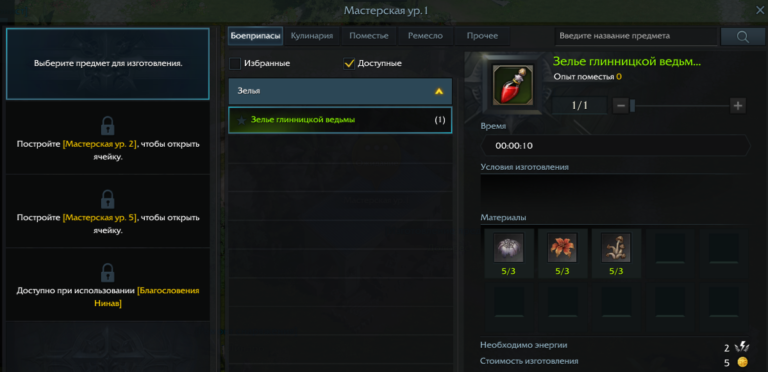 Мастерская ур. 1
Выберите предмет для изготовления.
Постройте [Мастерская ур. 2], чтобы открыть
ячейку.
Постройте [Мастерская ур. 5], чтобы открыть
ячейку.
Доступно при использовании [Благословения
Нинав]
Боеприпасы Кулинария Поместье Ремесло Прочее
Введите название предмета
Избранные Доступные
Зелья
Зелье глинницкой ведьмы (1)
Зелье глинницкой ведьм...
Опыт поместья 0
1/1
Время
00:00:10
Условия изготовления
Материалы
5/3 5/3 5/3
Необходимо энергии 2
Стоимость изготовления 5